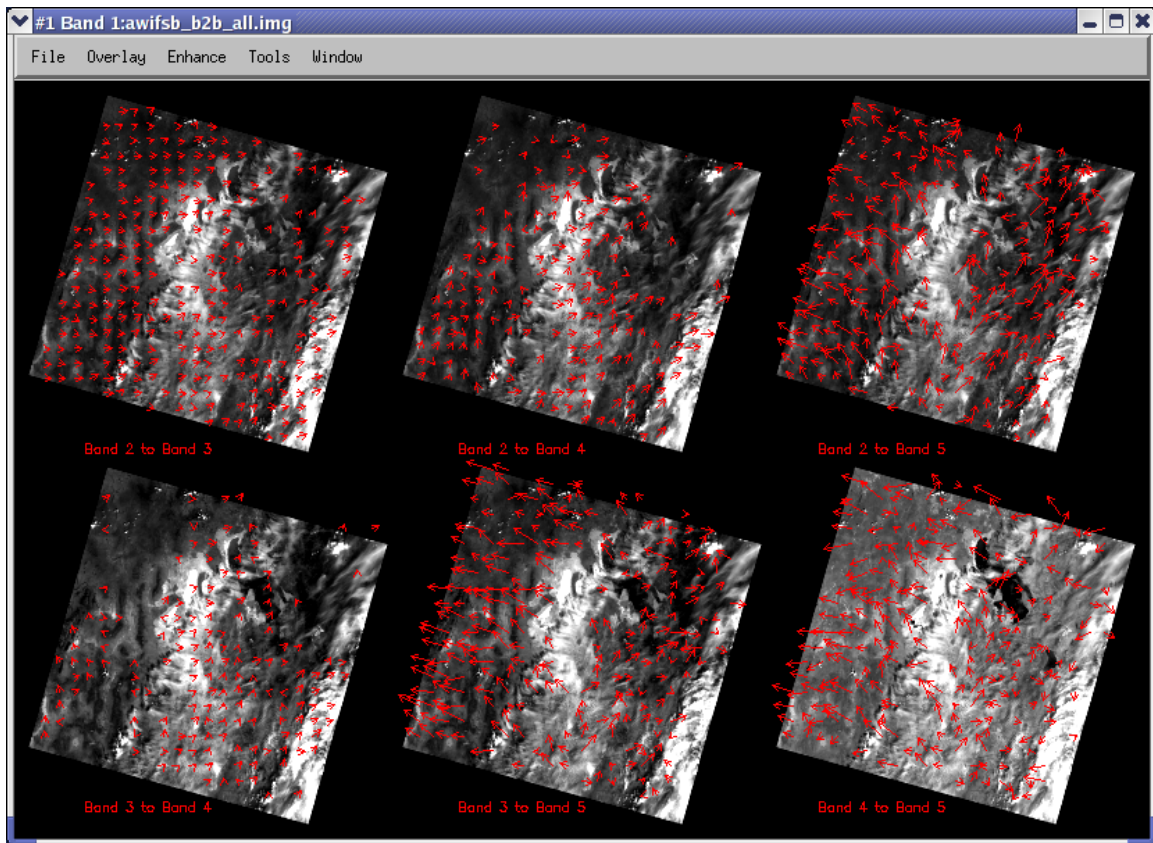 #1 Band 1:awifsb_b2b_all.img
File Overlay Enhance Tools Window
Band 2 to Band 3
Band 2 to Band 4
Band 2 to Band 5
Band 3 to Band 4
Band 3 to Band 5
Band 4 to Band 5